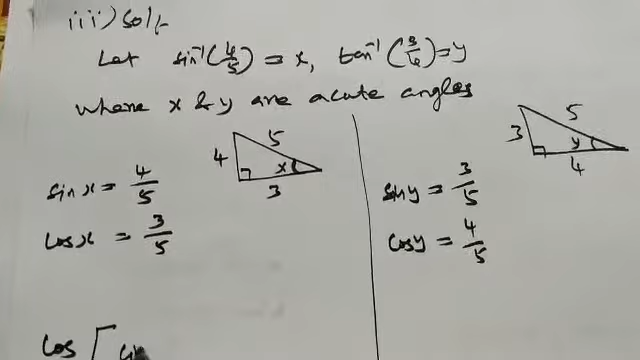 iii) Sol:-
Let sin⁻¹(4/5) = x, tan⁻¹(3/4) = y
where x & y are acute angles
4 5 x 3
3 5 y 4
sin x = 4/5
cos x = 3/5
sin y = 3/5
cos y = 4/5
cos [